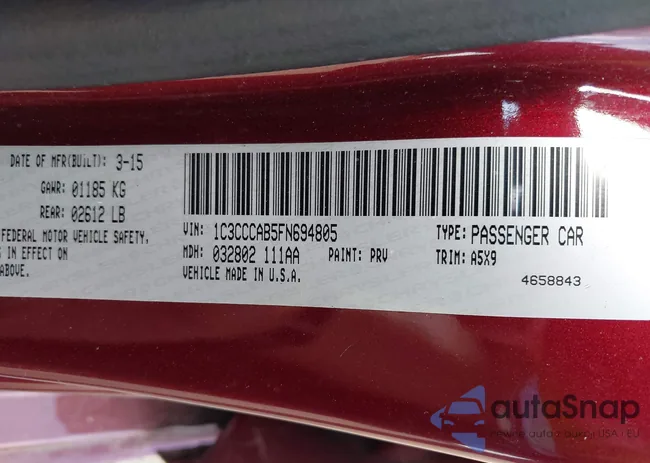 DATE OF MFR(BUILT): 3-15
GAWR: 01185 KG
REAR: 02612 LB
FEDERAL MOTOR VEHICLE SAFETY,
S IN EFFECT ON
ABOVE.
VIN: 1C3CCCAB5FN694805
TYPE: PASSENGER CAR
MDH: 032802 111AA
PAINT: PRV
TRIM: A5X9
VEHICLE MADE IN U.S.A.
4658843
autoSnap